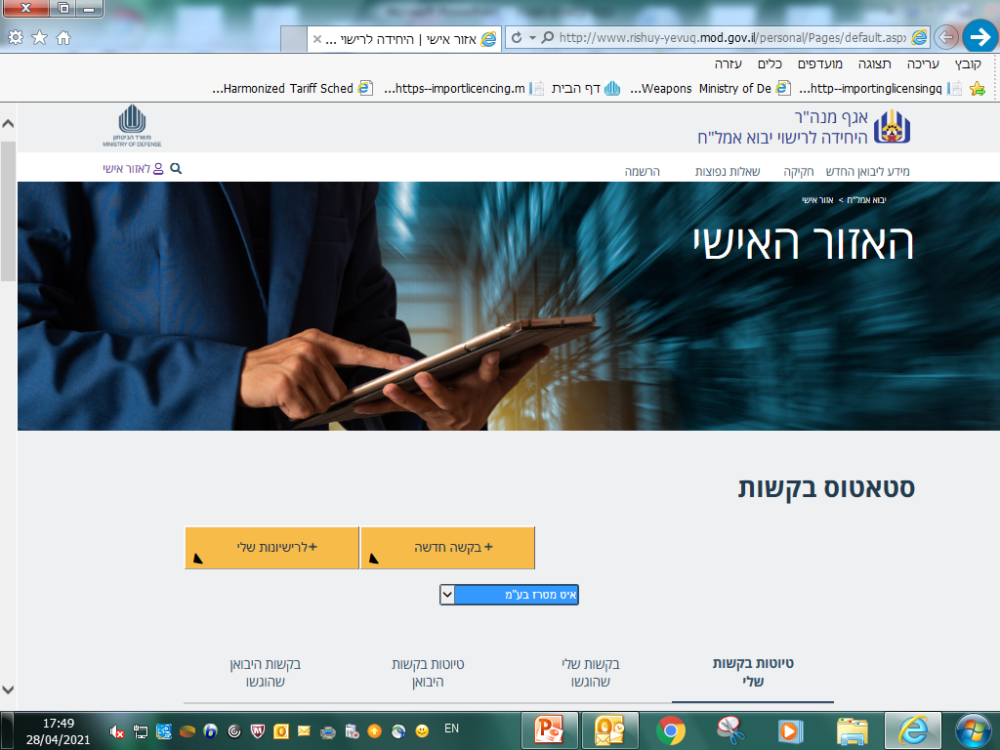 http://www.rishuy-yevuq.mod.gov.il/personal/Pages/default.aspx
אזור אישי | היחידה לרישוי ...
קובץ עריכה תצוגה מועדפים כלים עזרה
http--importinglicensingq...
Weapons Ministry of De...
דף הבית
https--importlicencing.m...
Harmonized Tariff Sched...
אגף מנה"ר
היחידה לרישוי יבוא אמל"ח
משרד הביטחון
MINISTRY OF DEFENSE
מידע ליבואן החדש חקיקה שאלות נפוצות הרשמה
לאזור אישי
יבוא אמל"ח > אזור אישי
האזור האישי
סטאטוס בקשות
+ בקשה חדשה
+לרישיונות שלי
איט מטרז בע"מ
טיוטות בקשות
שלי
בקשות שלי
שהוגשו
טיוטות בקשות
היבואן
בקשות היבואן
שהוגשו
EN
17:49
28/04/2021